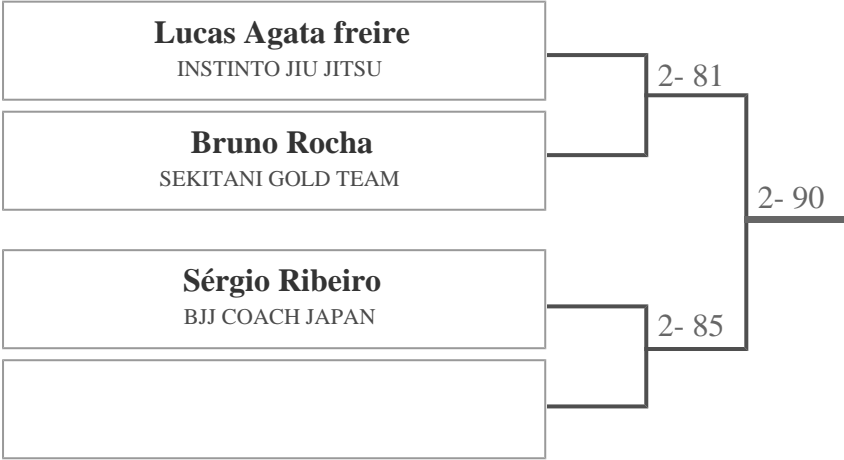 Lucas Agata freire
INSTINTO JIU JITSU
2- 81
Bruno Rocha
SEKITANI GOLD TEAM
2- 90
Sérgio Ribeiro
BJJ COACH JAPAN
2- 85